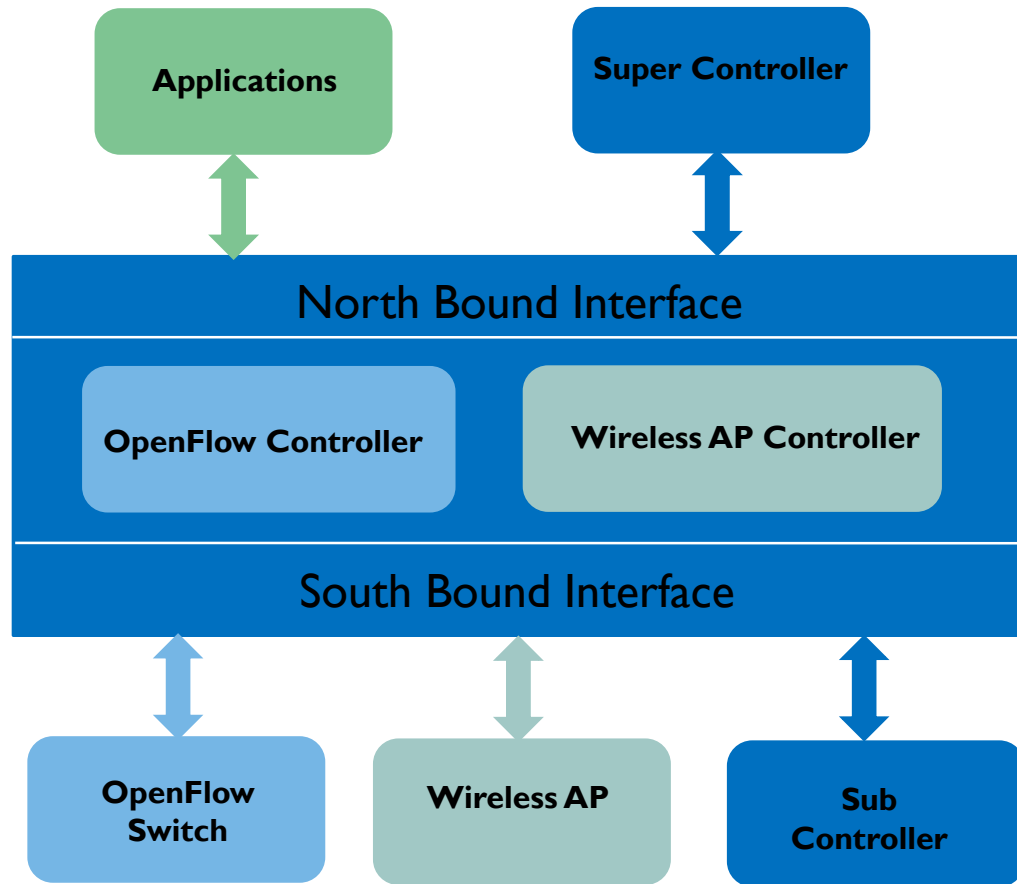 Applications
Super Controller
North Bound Interface
OpenFlow Controller
Wireless AP Controller
South Bound Interface
OpenFlow
Switch
Wireless AP
Sub
Controller